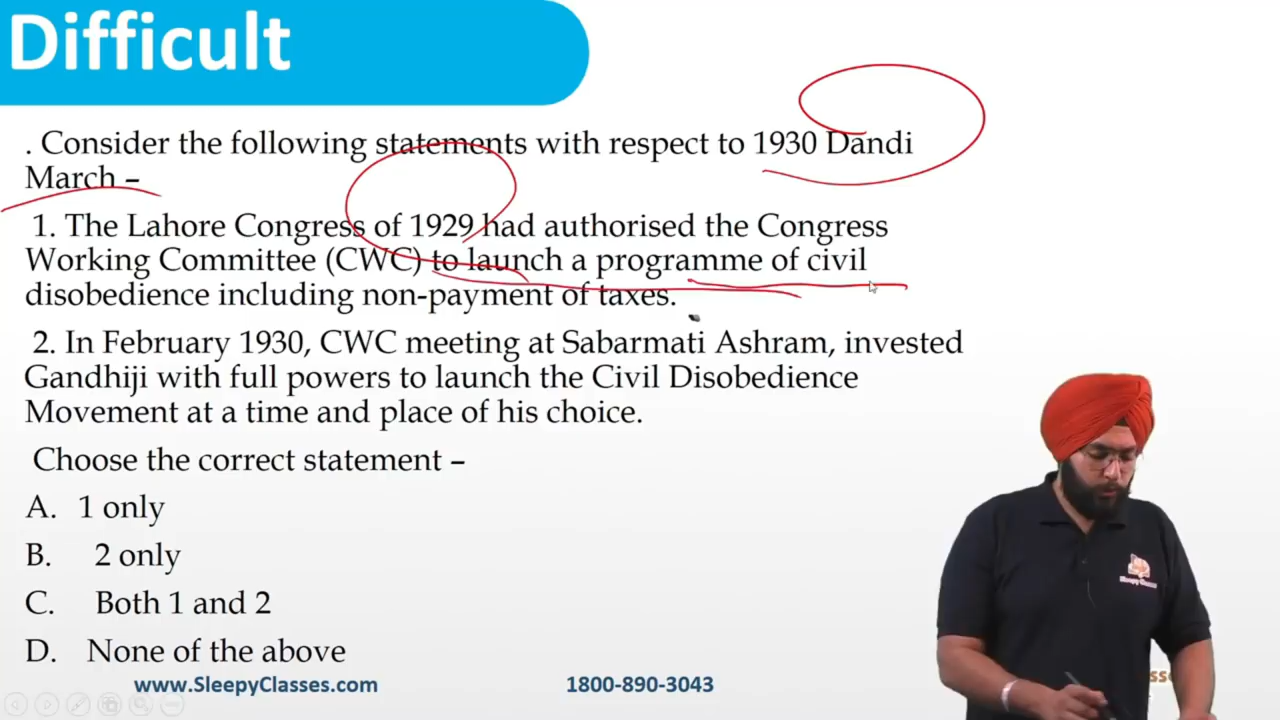 Difficult
. Consider the following statements with respect to 1930 Dandi
March –
1. The Lahore Congress of 1929 had authorised the Congress
Working Committee (CWC) to launch a programme of civil
disobedience including non-payment of taxes.
2. In February 1930, CWC meeting at Sabarmati Ashram, invested
Gandhiji with full powers to launch the Civil Disobedience
Movement at a time and place of his choice.
Choose the correct statement –
A. 1 only
B. 2 only
C. Both 1 and 2
D. None of the above
www.SleepyClasses.com 1800-890-3043
Sleepy Classes